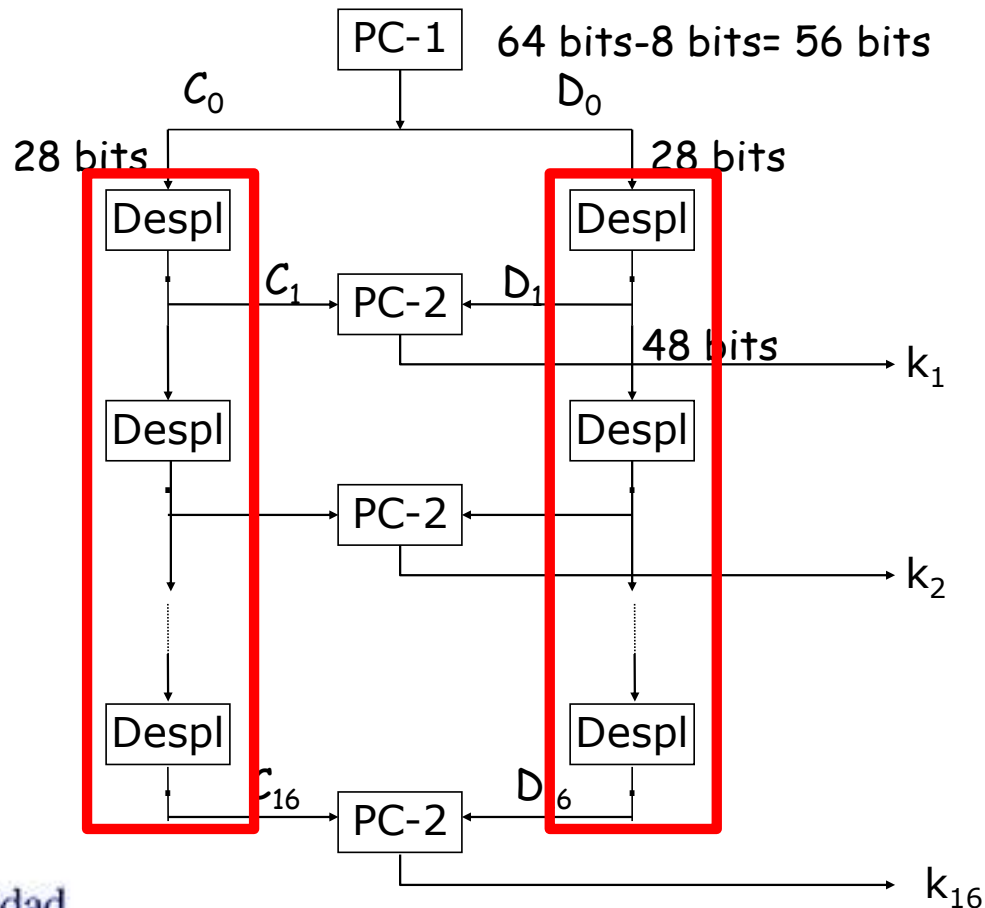 PC-1 64 bits-8 bits= 56 bits
C₀ D₀
28 bits 28 bits
Despl Despl
C₁ PC-2 D₁
48 bits
k₁
Despl Despl
PC-2
k₂
Despl Despl
C₁₆ PC-2 D₁₆
k₁₆
dad